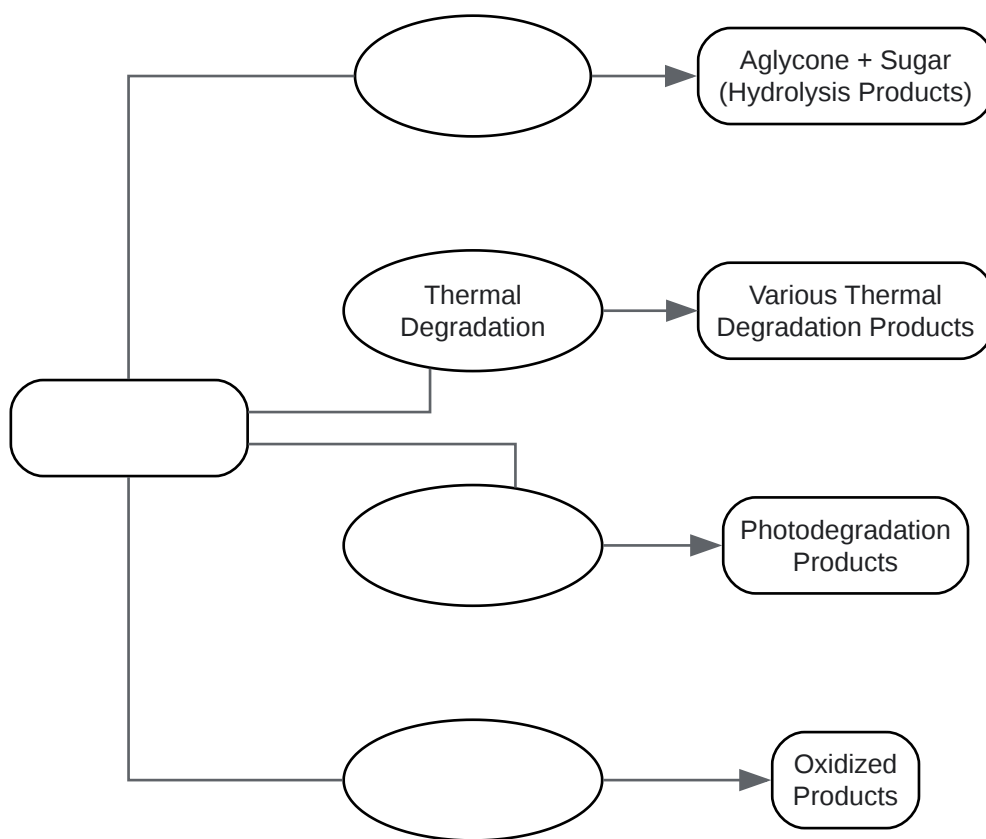 Aglycone + Sugar
(Hydrolysis Products)
Thermal
Degradation
Various Thermal
Degradation Products
Photodegradation
Products
Oxidized
Products